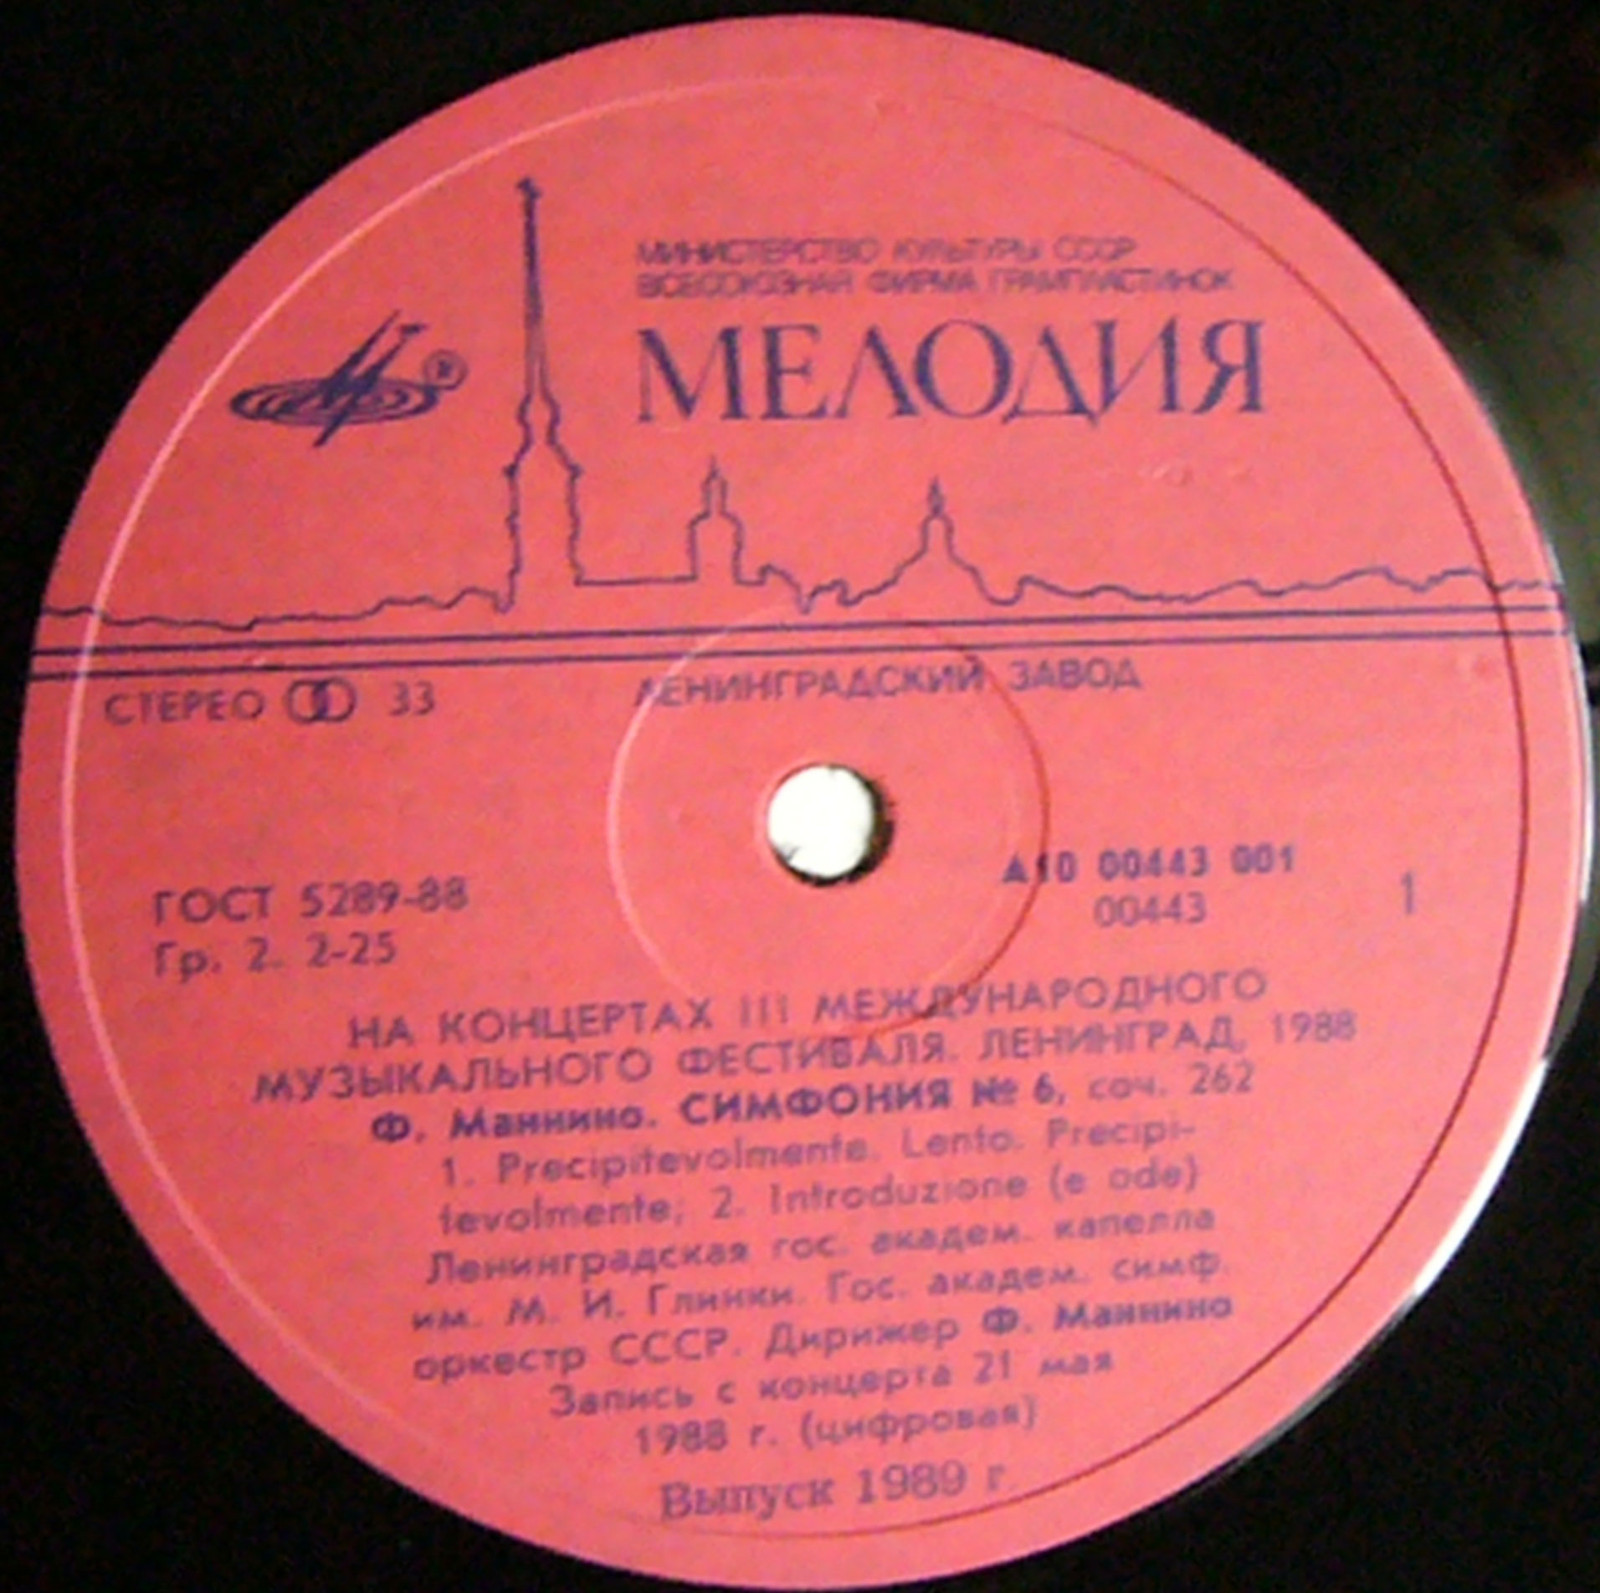 МИНИСТЕРСТВО КУЛЬТУРЫ СССР
ВСЕСОЮЗНАЯ ФИРМА ГРАМПЛАСТИНОК
МЕЛОДИЯ
®
СТЕРЕО 33
ЛЕНИНГРАДСКИЙ ЗАВОД
ГОСТ 5289-88
Гр. 2. 2-25
А10 00443 001
00443
1
НА КОНЦЕРТАХ III МЕЖДУНАРОДНОГО
МУЗЫКАЛЬНОГО ФЕСТИВАЛЯ. ЛЕНИНГРАД, 1988
Ф. Маннино. СИМФОНИЯ № 6, соч. 262
1. Precipitevolmente. Lento. Precipi-
tevolmente; 2. Introduzione (e ode)
Ленинградская гос. академ. капелла
им. М. И. Глинки. Гос. академ. симф.
оркестр СССР. Дирижер Ф. Маннино
Запись с концерта 21 мая
1988 г. (цифровая)
Выпуск 1989 г.